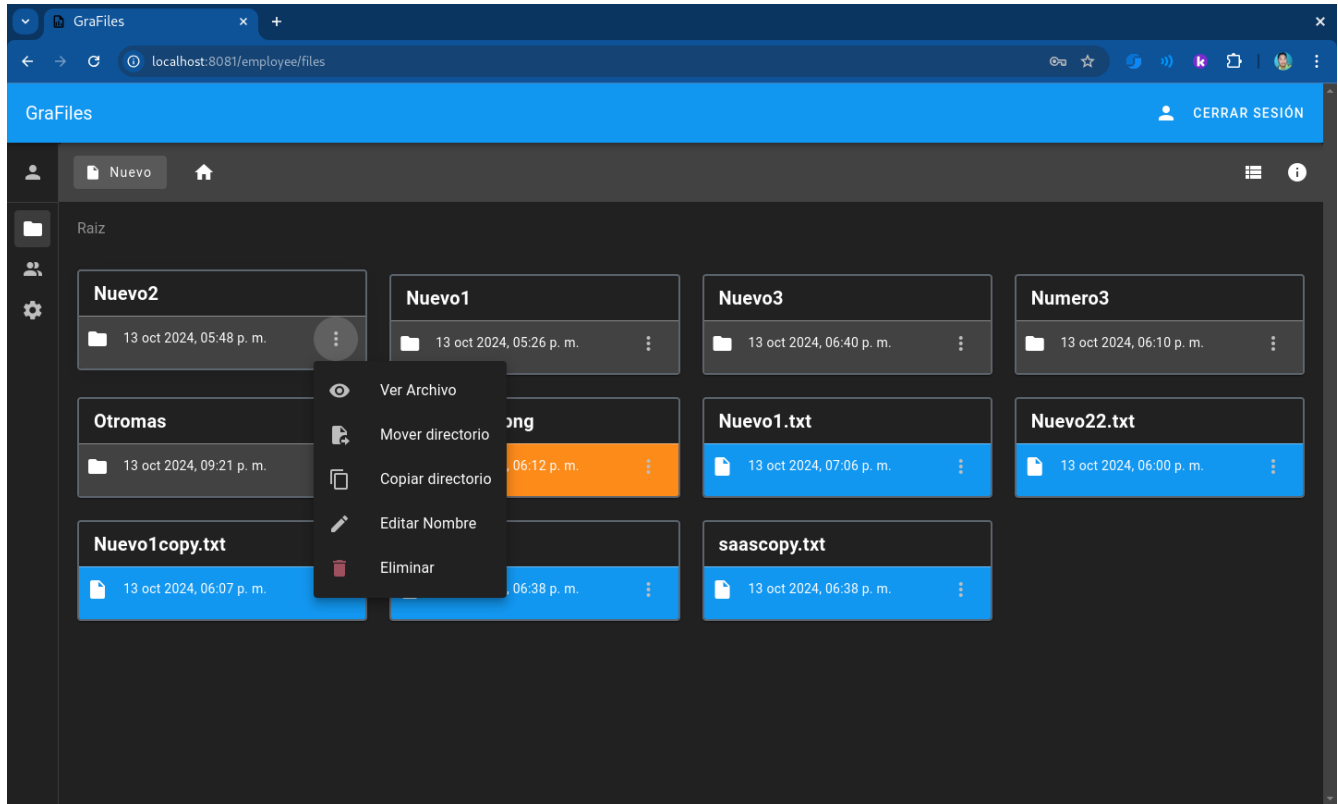 GraFiles
localhost:8081/employee/files
GraFiles
CERRAR SESIÓN
Nuevo
Raiz
Nuevo2
13 oct 2024, 05:48 p. m.
Nuevo1
13 oct 2024, 05:26 p. m.
Nuevo3
13 oct 2024, 06:40 p. m.
Numero3
13 oct 2024, 06:10 p. m.
Ver Archivo
Mover directorio
Copiar directorio
Editar Nombre
Eliminar
Otromas
13 oct 2024, 09:21 p. m.
ong
, 06:12 p. m.
Nuevo1.txt
13 oct 2024, 07:06 p. m.
Nuevo22.txt
13 oct 2024, 06:00 p. m.
Nuevo1copy.txt
13 oct 2024, 06:07 p. m.
, 06:38 p. m.
saascopy.txt
13 oct 2024, 06:38 p. m.